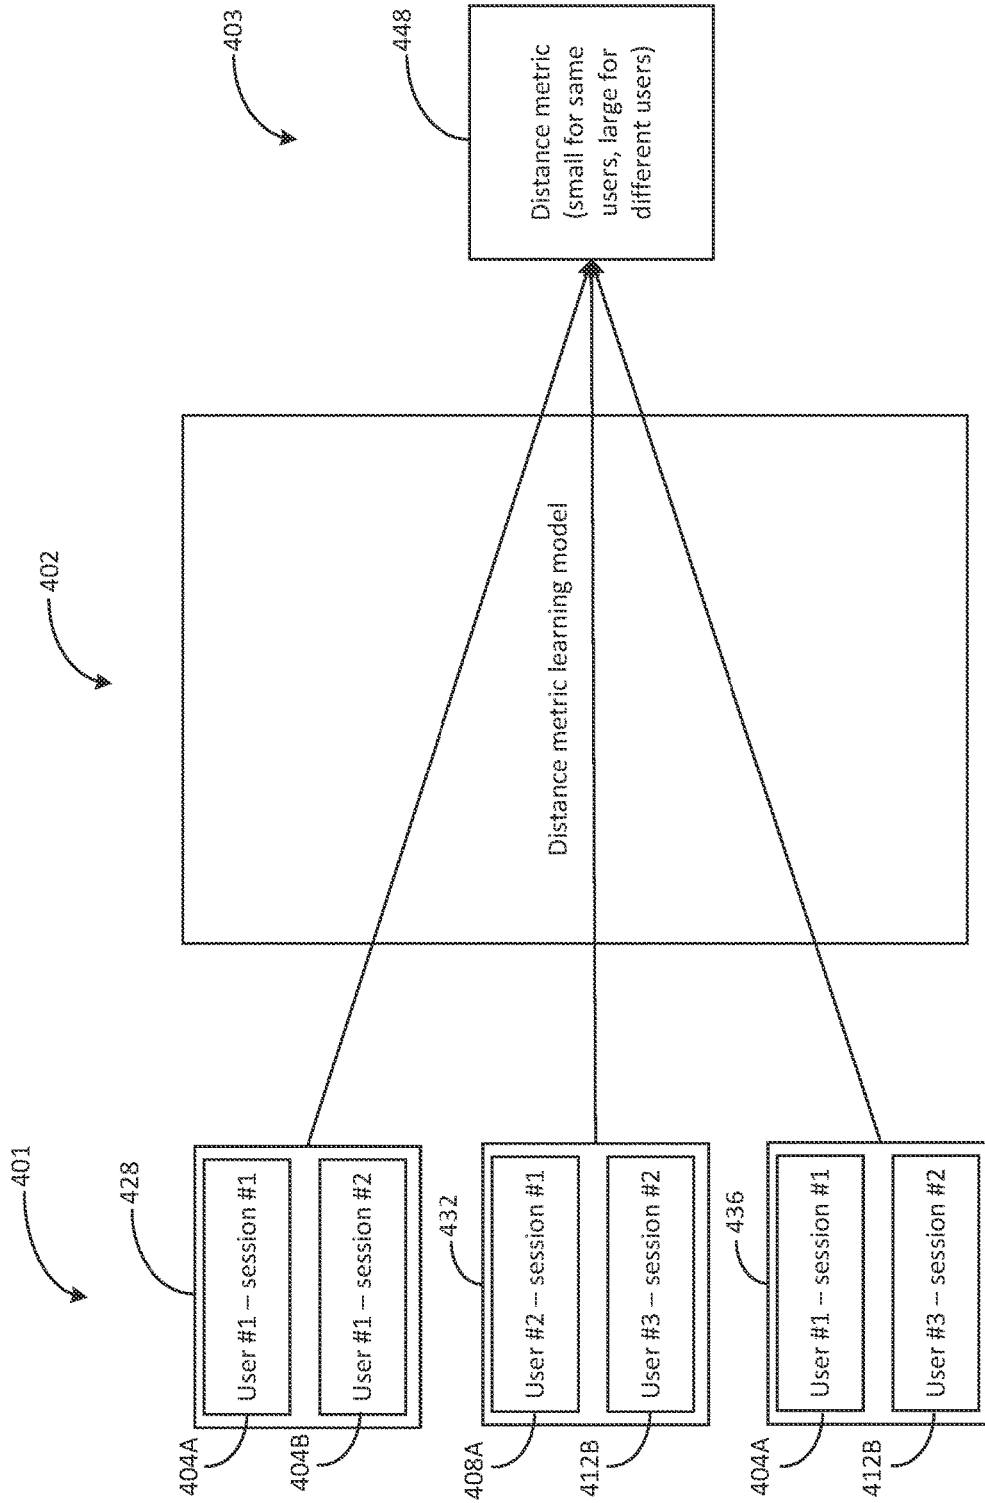 401
402
403
428
404A
User #1 – session #1
404B
User #1 – session #2
432
408A
User #2 – session #1
412B
User #3 – session #2
436
404A
User #1 – session #1
412B
User #3 – session #2
Distance metric learning model
448
Distance metric
(small for same
users, large for
different users)